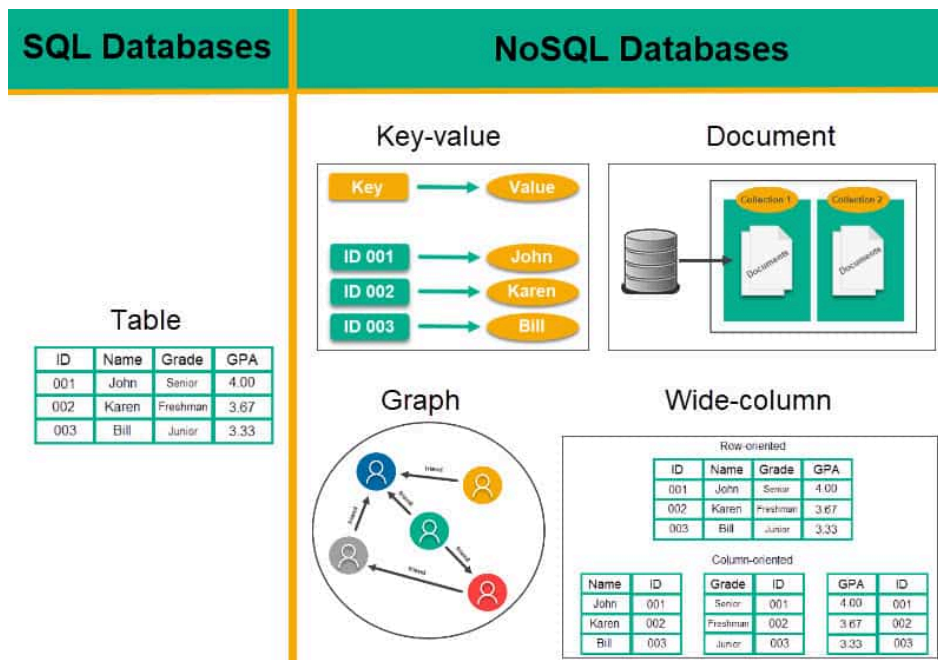 SQL Databases
NoSQL Databases
Table
ID Name Grade GPA
001 John Senior 4.00
002 Karen Freshman 3.67
003 Bill Junior 3.33
Key-value
Key Value
ID 001 John
ID 002 Karen
ID 003 Bill
Document
Collection 1 Collection 2
Documents Documents
Graph
friend
friend
friend
friend
friend
Wide-column
Row-oriented
ID Name Grade GPA
001 John Senior 4.00
002 Karen Freshman 3.67
003 Bill Junior 3.33
Column-oriented
Name ID Grade ID GPA ID
John 001 Senior 001 4.00 001
Karen 002 Freshman 002 3.67 002
Bill 003 Junior 003 3.33 003